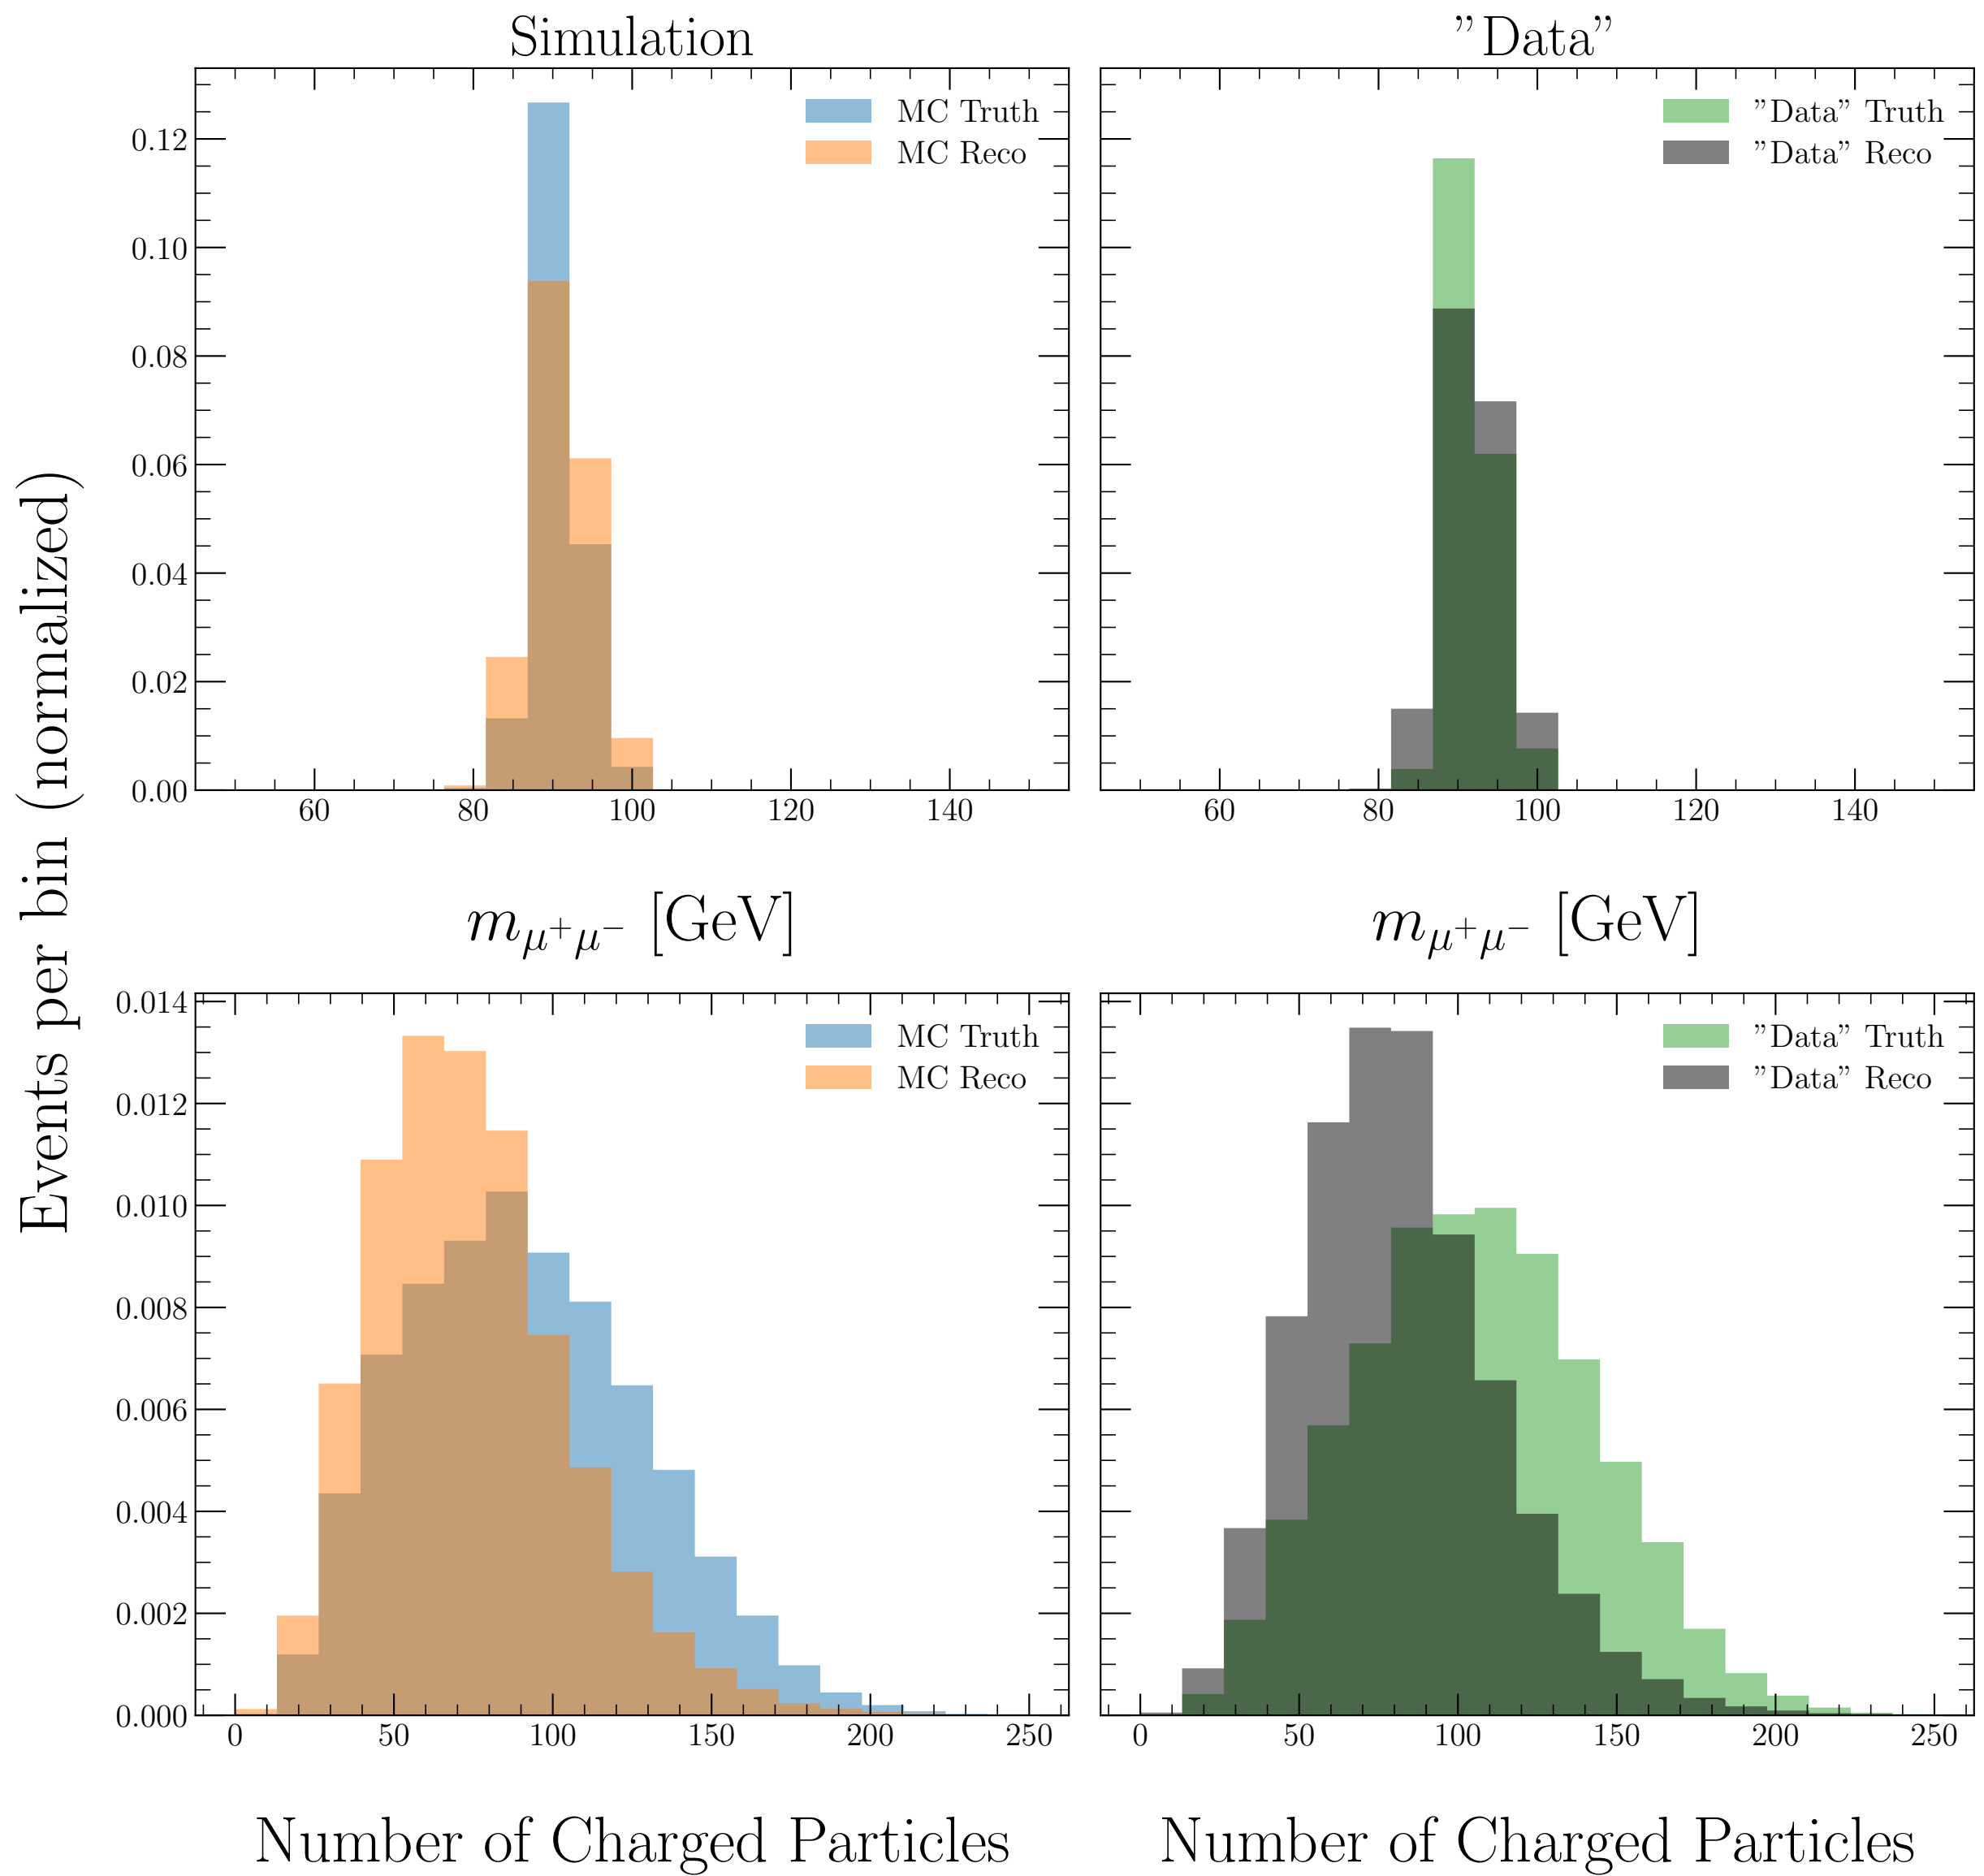 Simulation
"Data"
MC Truth
MC Reco
"Data" Truth
"Data" Reco
0.12
0.10
0.08
0.06
0.04
0.02
0.00
60 80 100 120 140
60 80 100 120 140
m_{μ⁺μ⁻} [GeV]
m_{μ⁺μ⁻} [GeV]
Events per bin (normalized)
MC Truth
MC Reco
"Data" Truth
"Data" Reco
0.014
0.012
0.010
0.008
0.006
0.004
0.002
0.000
0 50 100 150 200 250
0 50 100 150 200 250
Number of Charged Particles
Number of Charged Particles